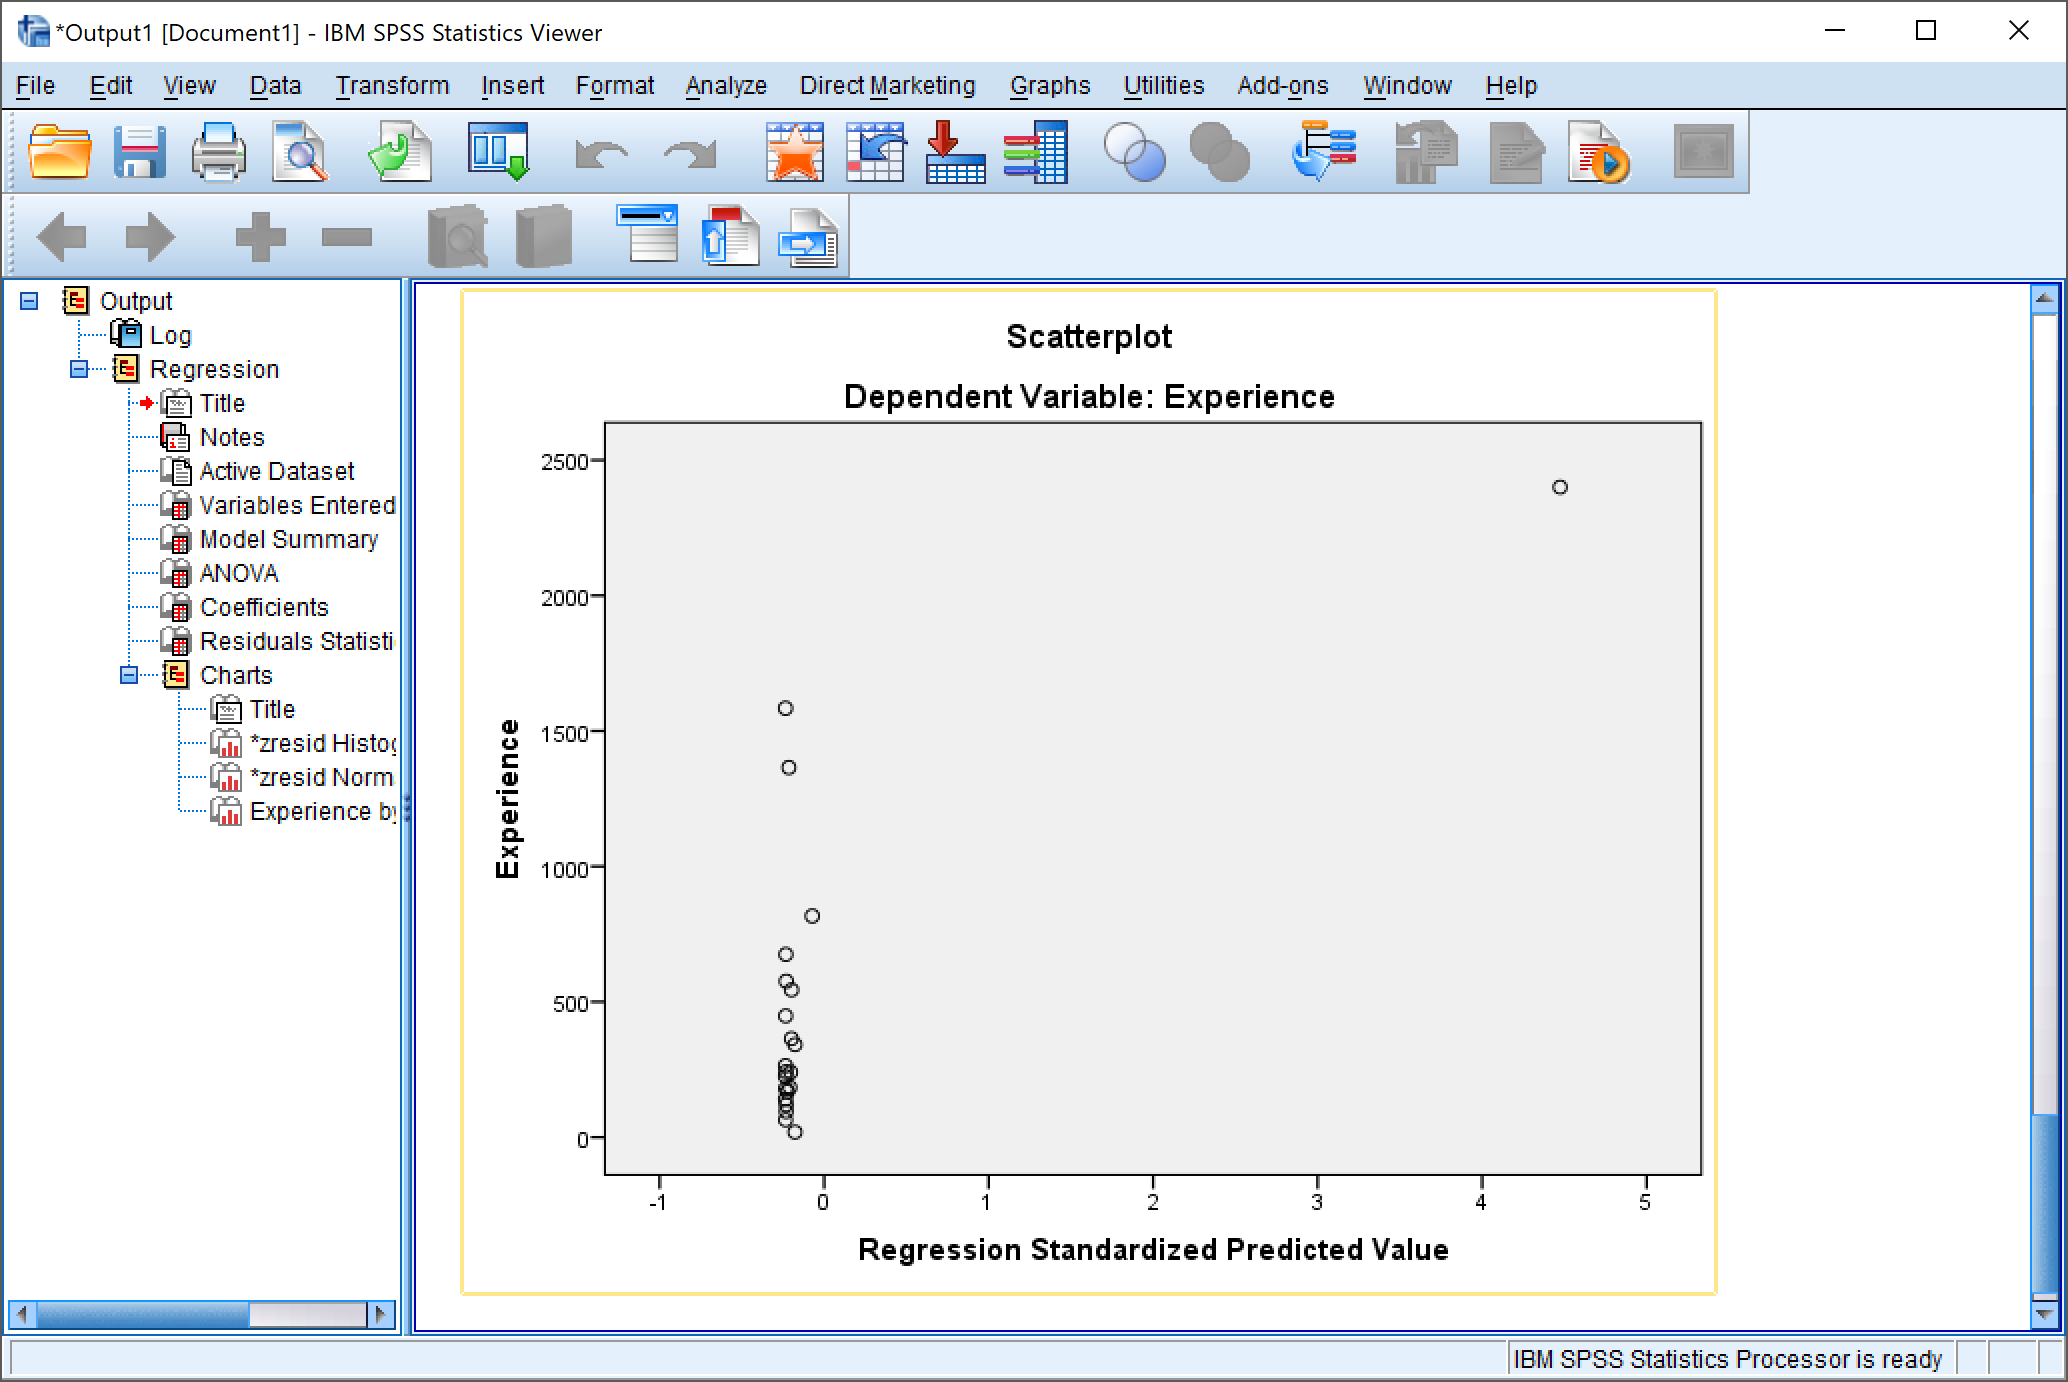 *Output1 [Document1] - IBM SPSS Statistics Viewer
File Edit View Data Transform Insert Format Analyze Direct Marketing Graphs Utilities Add-ons Window Help
Output
Log
Regression
Title
Notes
Active Dataset
Variables Entered
Model Summary
ANOVA
Coefficients
Residuals Statisti
Charts
Title
*zresid Histog
*zresid Norm
Experience by
Scatterplot
Dependent Variable: Experience
Experience
2500
2000
1500
1000
500
0
-1 0 1 2 3 4 5
Regression Standardized Predicted Value
IBM SPSS Statistics Processor is ready